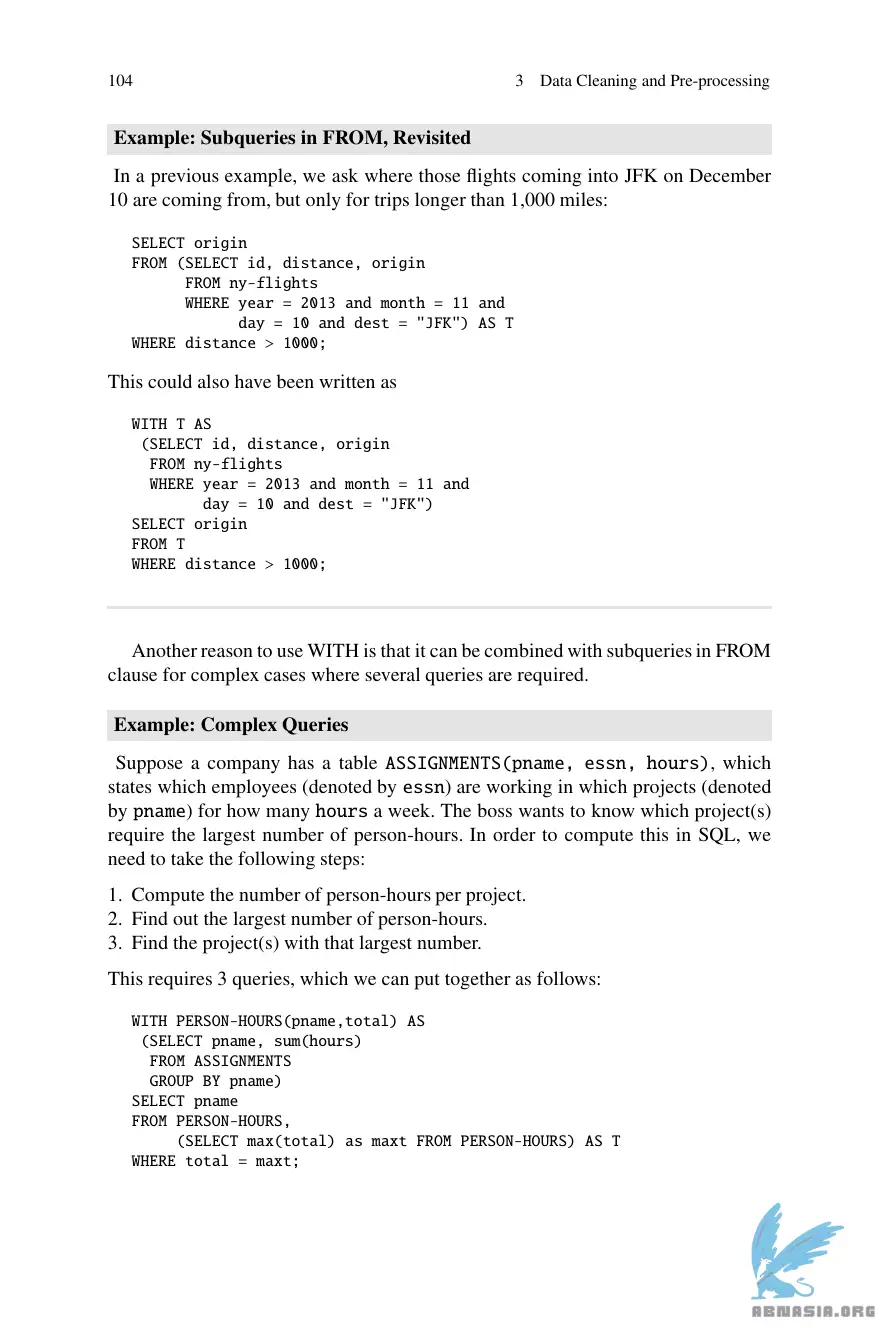 104
3 Data Cleaning and Pre-processing
Example: Subqueries in FROM, Revisited
In a previous example, we ask where those flights coming into JFK on December
10 are coming from, but only for trips longer than 1,000 miles:
SELECT origin
FROM (SELECT id, distance, origin
FROM ny-flights
WHERE year = 2013 and month = 11 and
day = 10 and dest = "JFK") AS T
WHERE distance > 1000;
This could also have been written as
WITH T AS
(SELECT id, distance, origin
FROM ny-flights
WHERE year = 2013 and month = 11 and
day = 10 and dest = "JFK")
SELECT origin
FROM T
WHERE distance > 1000;
Another reason to use WITH is that it can be combined with subqueries in FROM
clause for complex cases where several queries are required.
Example: Complex Queries
Suppose a company has a table ASSIGNMENTS(pname, essn, hours), which
states which employees (denoted by essn) are working in which projects (denoted
by pname) for how many hours a week. The boss wants to know which project(s)
require the largest number of person-hours. In order to compute this in SQL, we
need to take the following steps:
1. Compute the number of person-hours per project.
2. Find out the largest number of person-hours.
3. Find the project(s) with that largest number.
This requires 3 queries, which we can put together as follows:
WITH PERSON-HOURS(pname,total) AS
(SELECT pname, sum(hours)
FROM ASSIGNMENTS
GROUP BY pname)
SELECT pname
FROM PERSON-HOURS,
(SELECT max(total) as maxt FROM PERSON-HOURS) AS T
WHERE total = maxt;
ABNASIA.ORG